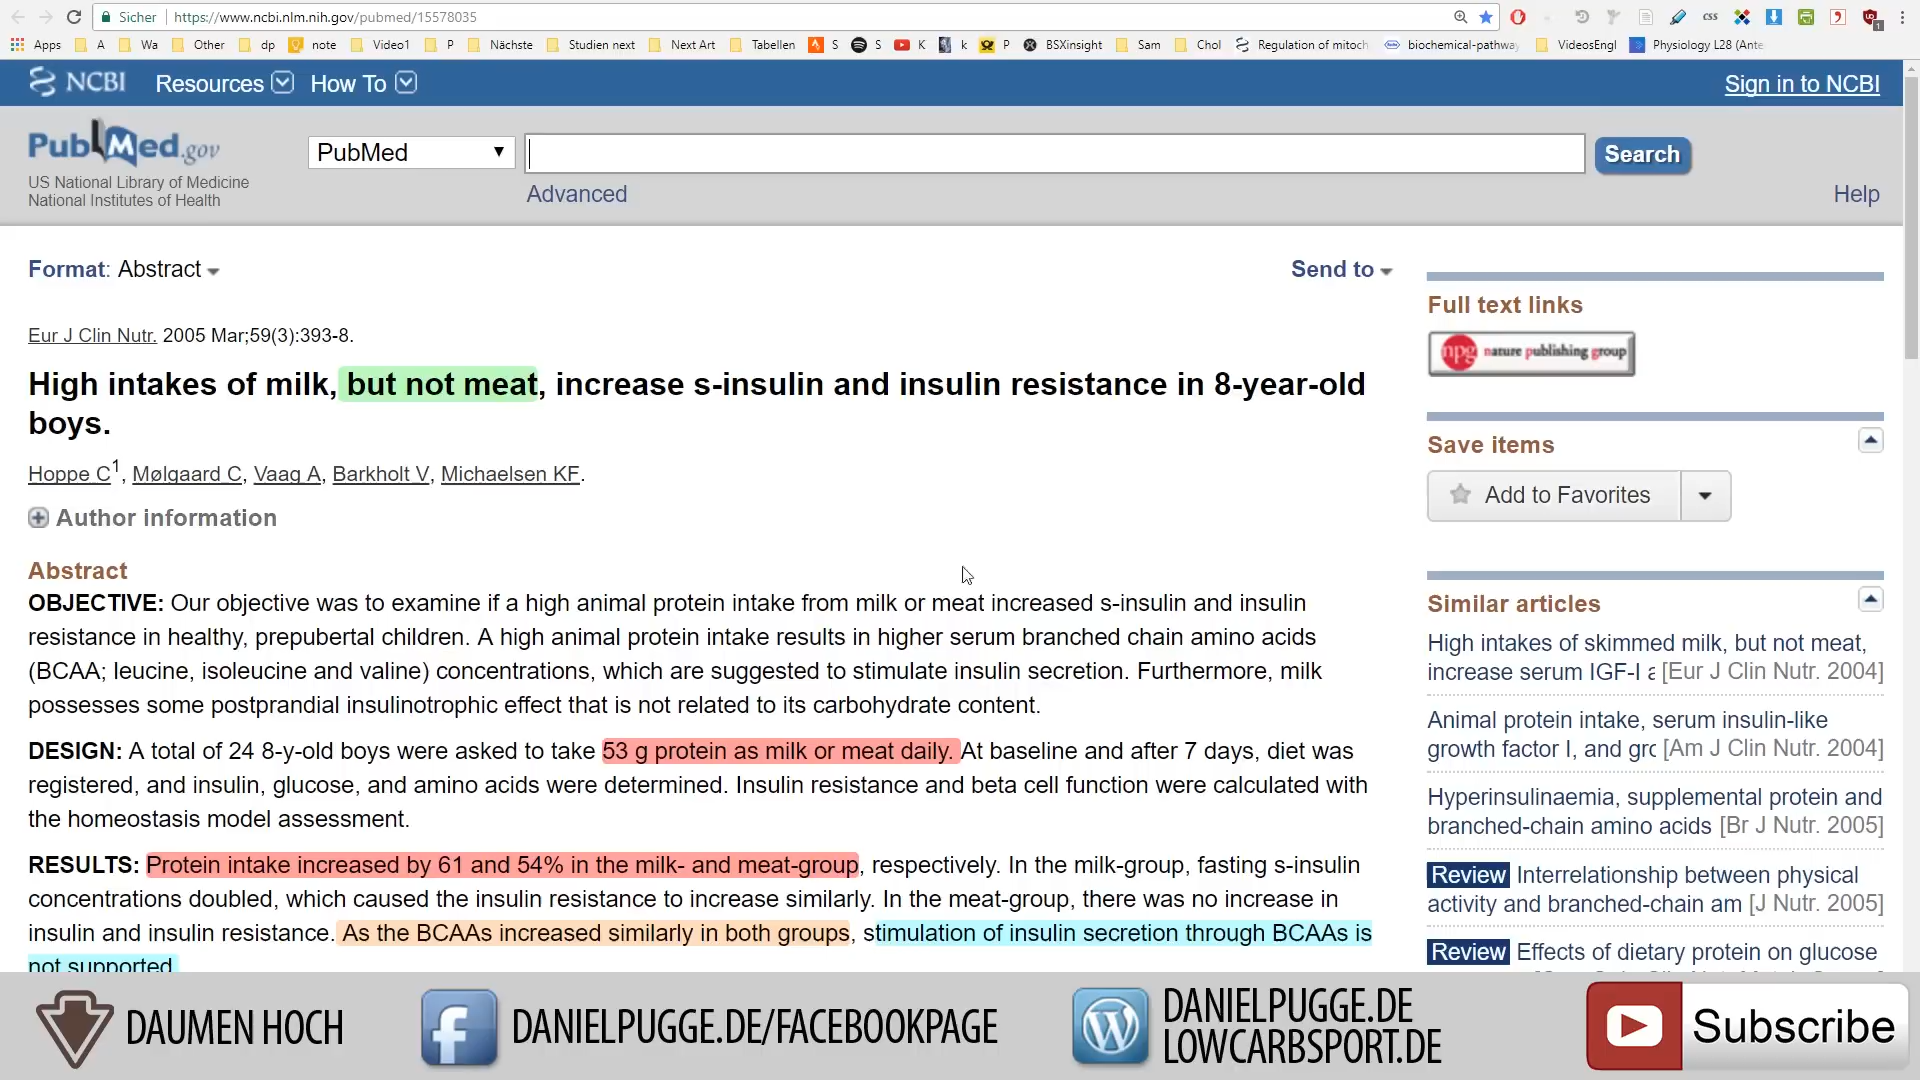 Sicher https://www.ncbi.nlm.nih.gov/pubmed/15578035
Apps A Wa Other dp note Video1 P Nächste Studien next Next Art Tabellen S S K k P BSXinsight Sam Chol Regulation of mitoch biochemical-pathway VideosEngl Physiology L28 (Ante
NCBI Resources How To Sign in to NCBI
PubMed.gov
US National Library of Medicine
National Institutes of Health
PubMed
Search
Advanced
Help
Format: Abstract
Send to
Eur J Clin Nutr. 2005 Mar;59(3):393-8.
High intakes of milk, but not meat, increase s-insulin and insulin resistance in 8-year-old
boys.
Hoppe C1, Mølgaard C, Vaag A, Barkholt V, Michaelsen KF.
Author information
Abstract
OBJECTIVE: Our objective was to examine if a high animal protein intake from milk or meat increased s-insulin and insulin
resistance in healthy, prepubertal children. A high animal protein intake results in higher serum branched chain amino acids
(BCAA; leucine, isoleucine and valine) concentrations, which are suggested to stimulate insulin secretion. Furthermore, milk
possesses some postprandial insulinotrophic effect that is not related to its carbohydrate content.
DESIGN: A total of 24 8-y-old boys were asked to take 53 g protein as milk or meat daily. At baseline and after 7 days, diet was
registered, and insulin, glucose, and amino acids were determined. Insulin resistance and beta cell function were calculated with
the homeostasis model assessment.
RESULTS: Protein intake increased by 61 and 54% in the milk- and meat-group, respectively. In the milk-group, fasting s-insulin
concentrations doubled, which caused the insulin resistance to increase similarly. In the meat-group, there was no increase in
insulin and insulin resistance. As the BCAAs increased similarly in both groups, stimulation of insulin secretion through BCAAs is
not supported.
Full text links
npg nature publishing group
Save items
Add to Favorites
Similar articles
High intakes of skimmed milk, but not meat,
increase serum IGF-I a [Eur J Clin Nutr. 2004]
Animal protein intake, serum insulin-like
growth factor I, and gro [Am J Clin Nutr. 2004]
Hyperinsulinaemia, supplemental protein and
branched-chain amino acids [Br J Nutr. 2005]
Review Interrelationship between physical
activity and branched-chain am [J Nutr. 2005]
Review Effects of dietary protein on glucose
DAUMEN HOCH
DANIELPUGGE.DE/FACEBOOKPAGE
DANIELPUGGE.DE
LOWCARBSPORT.DE
Subscribe